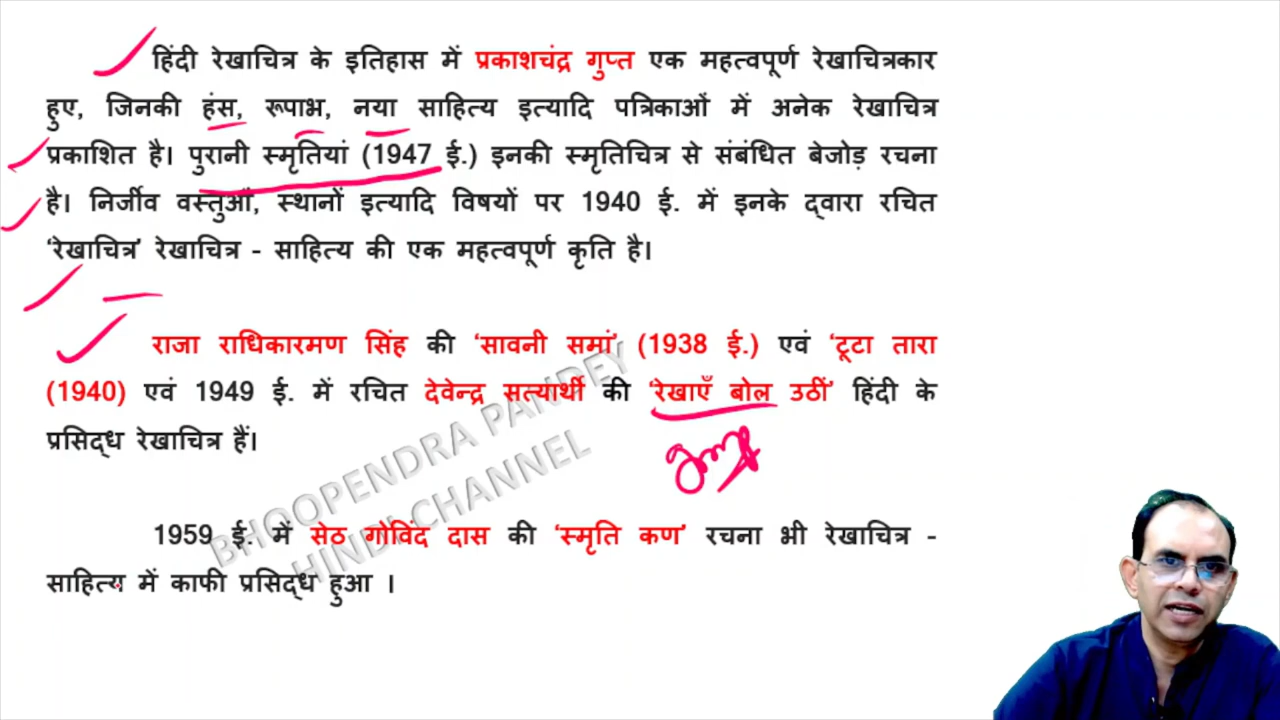 हिंदी रेखाचित्र के इतिहास में प्रकाशचंद्र गुप्त एक महत्वपूर्ण रेखाचित्रकार
हुए, जिनकी हंस, रूपाभ, नया साहित्य इत्यादि पत्रिकाओं में अनेक रेखाचित्र
प्रकाशित है। पुरानी स्मृतियां (1947 ई.) इनकी स्मृतिचित्र से संबंधित बेजोड़ रचना
है। निर्जीव वस्तुओं, स्थानों इत्यादि विषयों पर 1940 ई. में इनके द्वारा रचित
‘रेखाचित्र’ रेखाचित्र - साहित्य की एक महत्वपूर्ण कृति है।
राजा राधिकारमण सिंह की ‘सावनी समां’ (1938 ई.) एवं ‘टूटा तारा
(1940) एवं 1949 ई. में रचित देवेन्द्र सत्यार्थी की ‘रेखाएँ बोल उठीं’ हिंदी के
प्रसिद्ध रेखाचित्र हैं।
Imp
1959 ई. में सेठ गोविंद दास की ‘स्मृति कण’ रचना भी रेखाचित्र -
साहित्य में काफी प्रसिद्ध हुआ ।
BHOOPENDRA PANDEY
HINDI CHANNEL